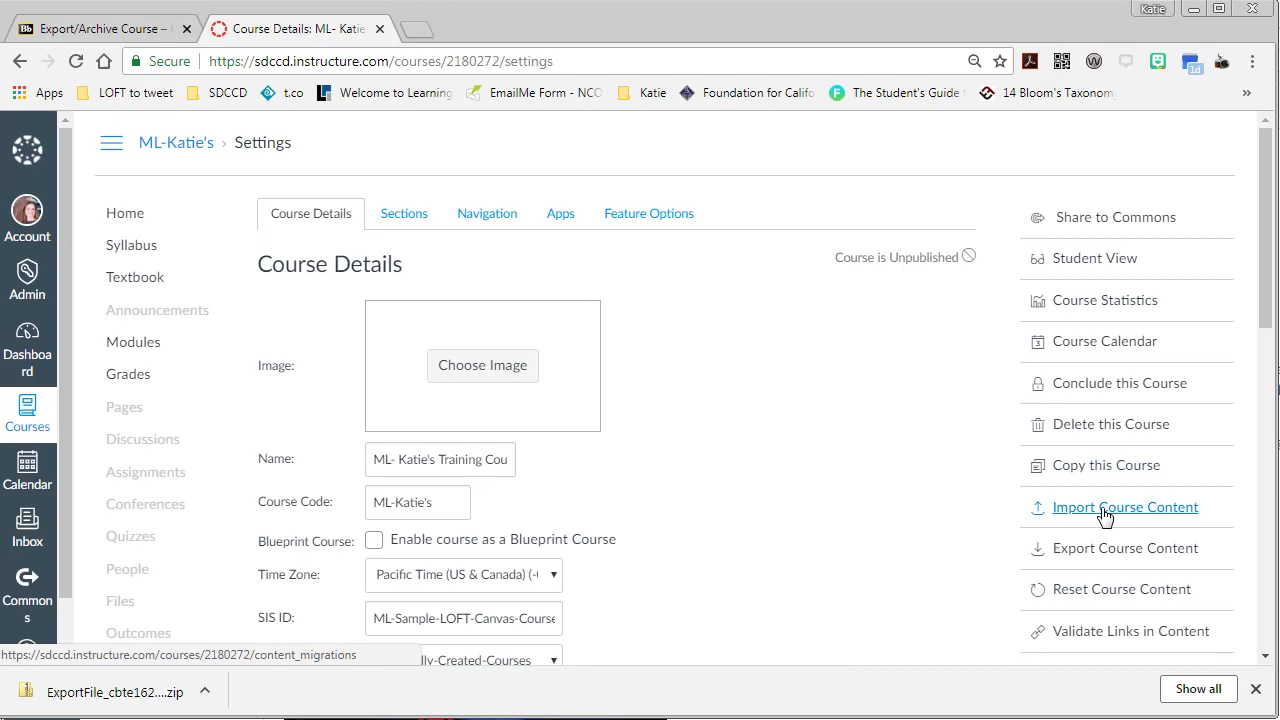 Katie
Bb Export/Archive Course –
Course Details: ML- Katie
Secure https://sdccd.instructure.com/courses/2180272/settings
1d
Apps LOFT to tweet SDCCD t.co Welcome to Learning EmailMe Form - NCC Katie Foundation for Califo The Student's Guide 14 Bloom's Taxonom »
ML-Katie's › Settings
Account
Admin
Dashboa
rd
Courses
Calendar
Inbox
Common
s
Home
Syllabus
Textbook
Announcements
Modules
Grades
Pages
Discussions
Assignments
Conferences
Quizzes
People
Files
Outcomes
Course Details Sections Navigation Apps Feature Options
Course Details
Course is Unpublished
Image: Choose Image
Name: ML- Katie's Training Cou
Course Code: ML-Katie's
Blueprint Course: Enable course as a Blueprint Course
Time Zone: Pacific Time (US & Canada) (-
SIS ID: ML-Sample-LOFT-Canvas-Course
lly-Created-Courses
Share to Commons
Student View
Course Statistics
Course Calendar
Conclude this Course
Delete this Course
Copy this Course
Import Course Content
Export Course Content
Reset Course Content
Validate Links in Content
https://sdccd.instructure.com/courses/2180272/content_migrations
ExportFile_cbte162....zip
Show all